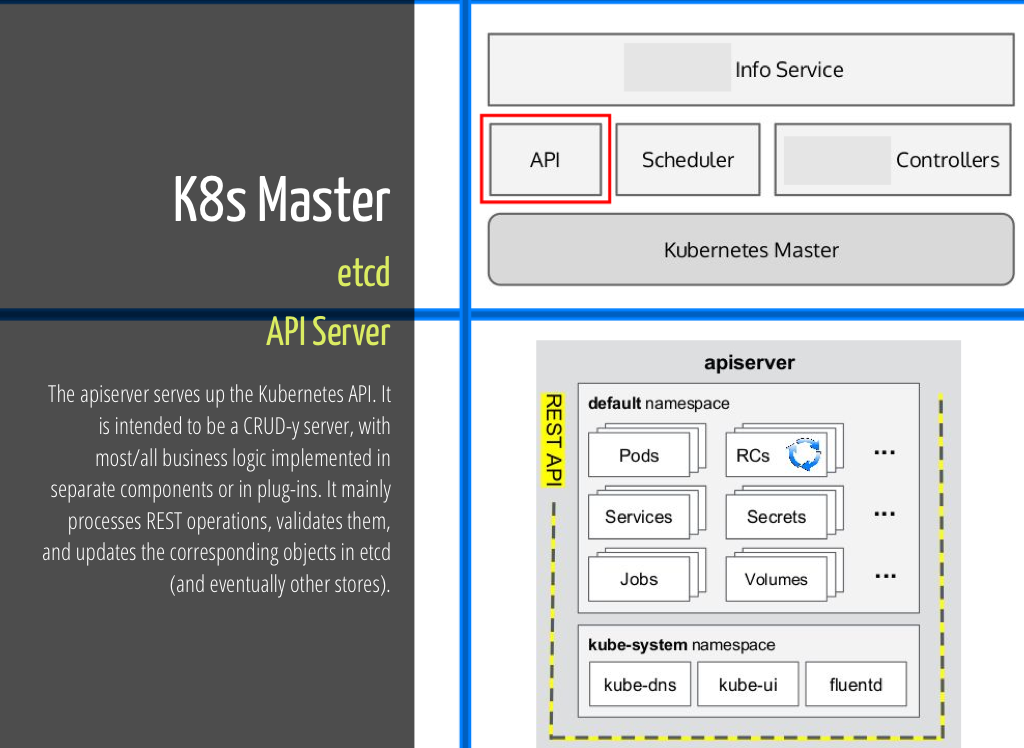 K8s Master
etcd
API Server
The apiserver serves up the Kubernetes API. It
is intended to be a CRUD-y server, with
most/all business logic implemented in
separate components or in plug-ins. It mainly
processes REST operations, validates them,
and updates the corresponding objects in etcd
(and eventually other stores).
Info Service
API
Scheduler
Controllers
Kubernetes Master
apiserver
REST API
default namespace
Pods
RCs
...
Services
Secrets
...
Jobs
Volumes
...
kube-system namespace
kube-dns
kube-ui
fluentd